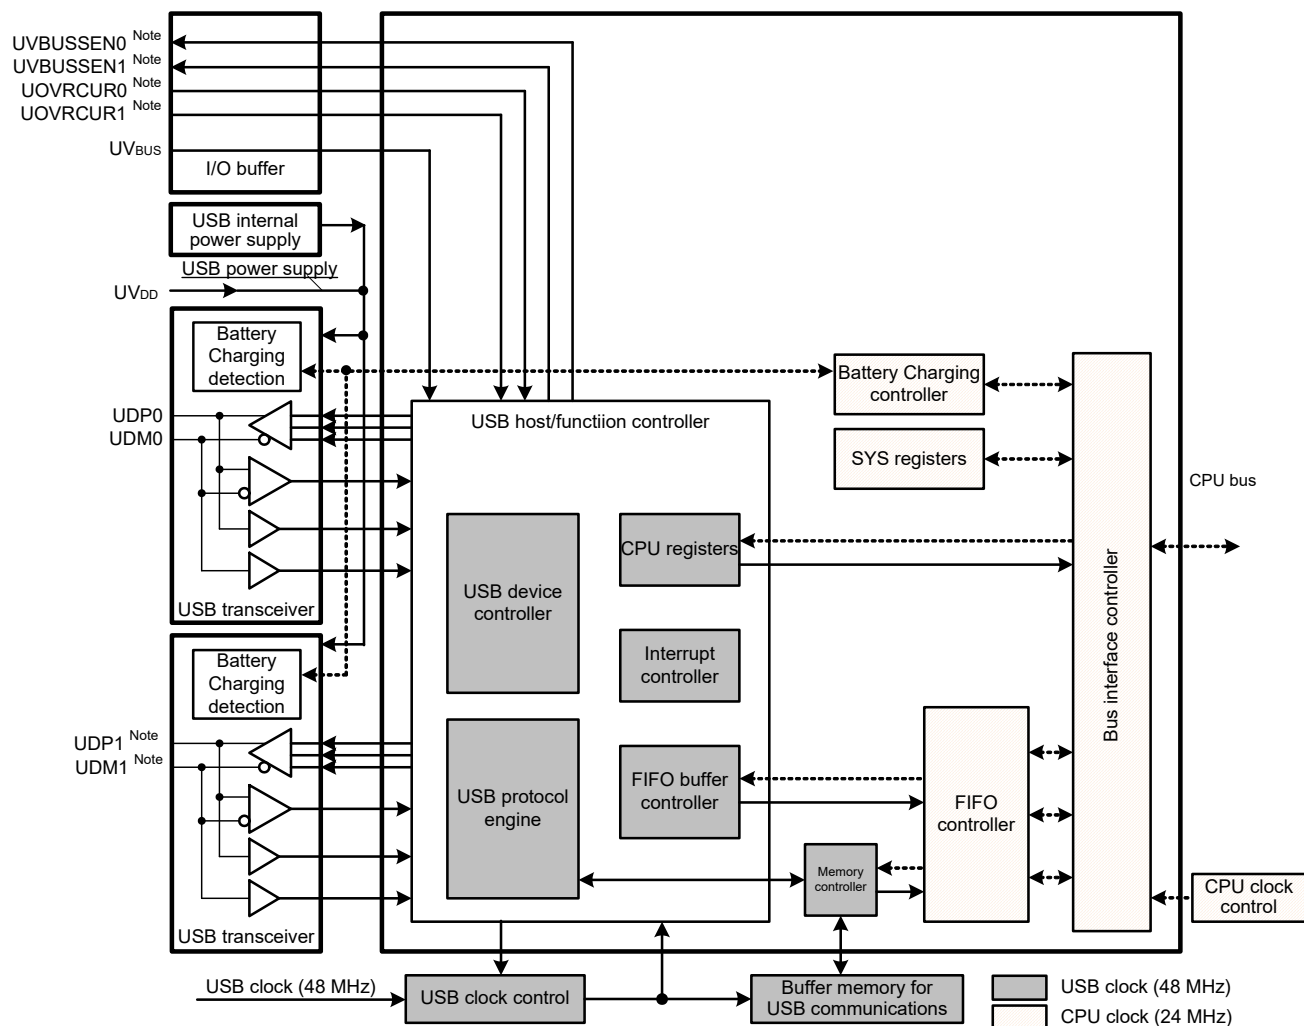 UVBUSSEN0 Note
UVBUSSEN1 Note
UOVRCUR0 Note
UOVRCUR1 Note
UVBUS
I/O buffer
USB internal
power supply
USB power supply
UVDD
Battery
Charging
detection
UDP0
UDM0
USB transceiver
Battery
Charging
detection
UDP1 Note
UDM1 Note
USB transceiver
USB host/functiion controller
USB device
controller
CPU registers
Interrupt
controller
USB protocol
engine
FIFO buffer
controller
Memory
controller
FIFO
controller
Battery Charging
controller
SYS registers
Bus interface controller
CPU bus
CPU clock
control
USB clock (48 MHz)
USB clock control
Buffer memory for
USB communications
USB clock (48 MHz)
CPU clock (24 MHz)